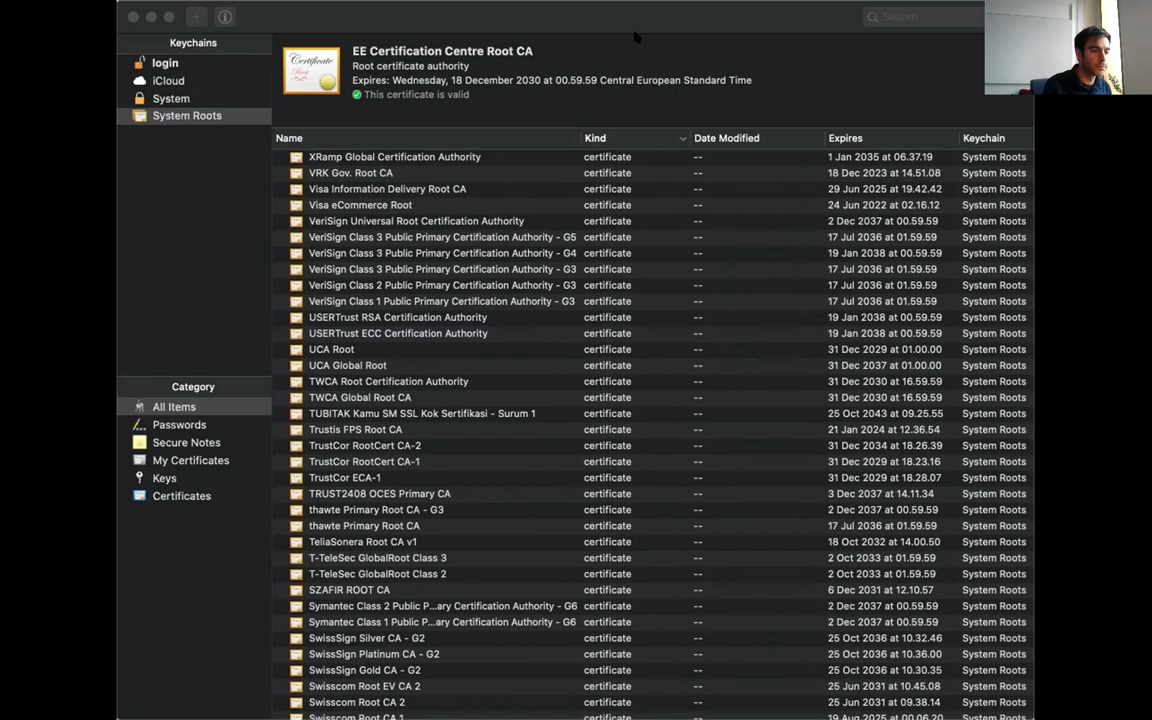 Search
Keychains
login
iCloud
System
System Roots
Certificate
Root
EE Certification Centre Root CA
Root certificate authority
Expires: Wednesday, 18 December 2030 at 00.59.59 Central European Standard Time
This certificate is valid
Name Kind Date Modified Expires Keychain
XRamp Global Certification Authority certificate -- 1 Jan 2035 at 06.37.19 System Roots
VRK Gov. Root CA certificate -- 18 Dec 2023 at 14.51.08 System Roots
Visa Information Delivery Root CA certificate -- 29 Jun 2025 at 19.42.42 System Roots
Visa eCommerce Root certificate -- 24 Jun 2022 at 02.16.12 System Roots
VeriSign Universal Root Certification Authority certificate -- 2 Dec 2037 at 00.59.59 System Roots
VeriSign Class 3 Public Primary Certification Authority - G5 certificate -- 17 Jul 2036 at 01.59.59 System Roots
VeriSign Class 3 Public Primary Certification Authority - G4 certificate -- 19 Jan 2038 at 00.59.59 System Roots
VeriSign Class 3 Public Primary Certification Authority - G3 certificate -- 17 Jul 2036 at 01.59.59 System Roots
VeriSign Class 2 Public Primary Certification Authority - G3 certificate -- 17 Jul 2036 at 01.59.59 System Roots
VeriSign Class 1 Public Primary Certification Authority - G3 certificate -- 17 Jul 2036 at 01.59.59 System Roots
USERTrust RSA Certification Authority certificate -- 19 Jan 2038 at 00.59.59 System Roots
USERTrust ECC Certification Authority certificate -- 19 Jan 2038 at 00.59.59 System Roots
UCA Root certificate -- 31 Dec 2029 at 01.00.00 System Roots
UCA Global Root certificate -- 31 Dec 2037 at 01.00.00 System Roots
TWCA Root Certification Authority certificate -- 31 Dec 2030 at 16.59.59 System Roots
TWCA Global Root CA certificate -- 31 Dec 2030 at 16.59.59 System Roots
TUBITAK Kamu SM SSL Kok Sertifikasi - Surum 1 certificate -- 25 Oct 2043 at 09.25.55 System Roots
Trustis FPS Root CA certificate -- 21 Jan 2024 at 12.36.54 System Roots
TrustCor RootCert CA-2 certificate -- 31 Dec 2034 at 18.26.39 System Roots
TrustCor RootCert CA-1 certificate -- 31 Dec 2029 at 18.23.16 System Roots
TrustCor ECA-1 certificate -- 31 Dec 2029 at 18.28.07 System Roots
TRUST2408 OCES Primary CA certificate -- 3 Dec 2037 at 14.11.34 System Roots
thawte Primary Root CA - G3 certificate -- 2 Dec 2037 at 00.59.59 System Roots
thawte Primary Root CA certificate -- 17 Jul 2036 at 01.59.59 System Roots
TeliaSonera Root CA v1 certificate -- 18 Oct 2032 at 14.00.50 System Roots
T-TeleSec GlobalRoot Class 3 certificate -- 2 Oct 2033 at 01.59.59 System Roots
T-TeleSec GlobalRoot Class 2 certificate -- 2 Oct 2033 at 01.59.59 System Roots
SZAFIR ROOT CA certificate -- 6 Dec 2031 at 12.10.57 System Roots
Symantec Class 2 Public P...ary Certification Authority - G6 certificate -- 2 Dec 2037 at 00.59.59 System Roots
Symantec Class 1 Public P...ary Certification Authority - G6 certificate -- 2 Dec 2037 at 00.59.59 System Roots
SwissSign Silver CA - G2 certificate -- 25 Oct 2036 at 10.32.46 System Roots
SwissSign Platinum CA - G2 certificate -- 25 Oct 2036 at 10.36.00 System Roots
SwissSign Gold CA - G2 certificate -- 25 Oct 2036 at 10.30.35 System Roots
Swisscom Root EV CA 2 certificate -- 25 Jun 2031 at 10.45.08 System Roots
Swisscom Root CA 2 certificate -- 25 Jun 2031 at 09.38.14 System Roots
Swisscom Root CA 1 certificate -- 19 Aug 2025 at 00.06.20 System Roots
Category
All Items
Passwords
Secure Notes
My Certificates
Keys
Certificates